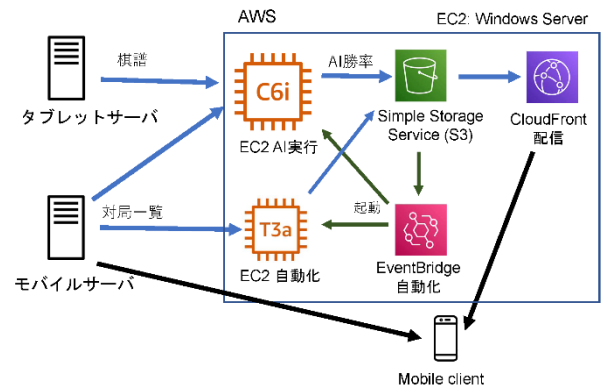 AWS
EC2: Windows Server
棋譜
AI勝率
C6i
タブレットサーバ
EC2 AI実行
Simple Storage
Service (S3)
CloudFront
配信
対局一覧
起動
T3a
モバイルサーバ
EC2 自動化
EventBridge
自動化
Mobile client